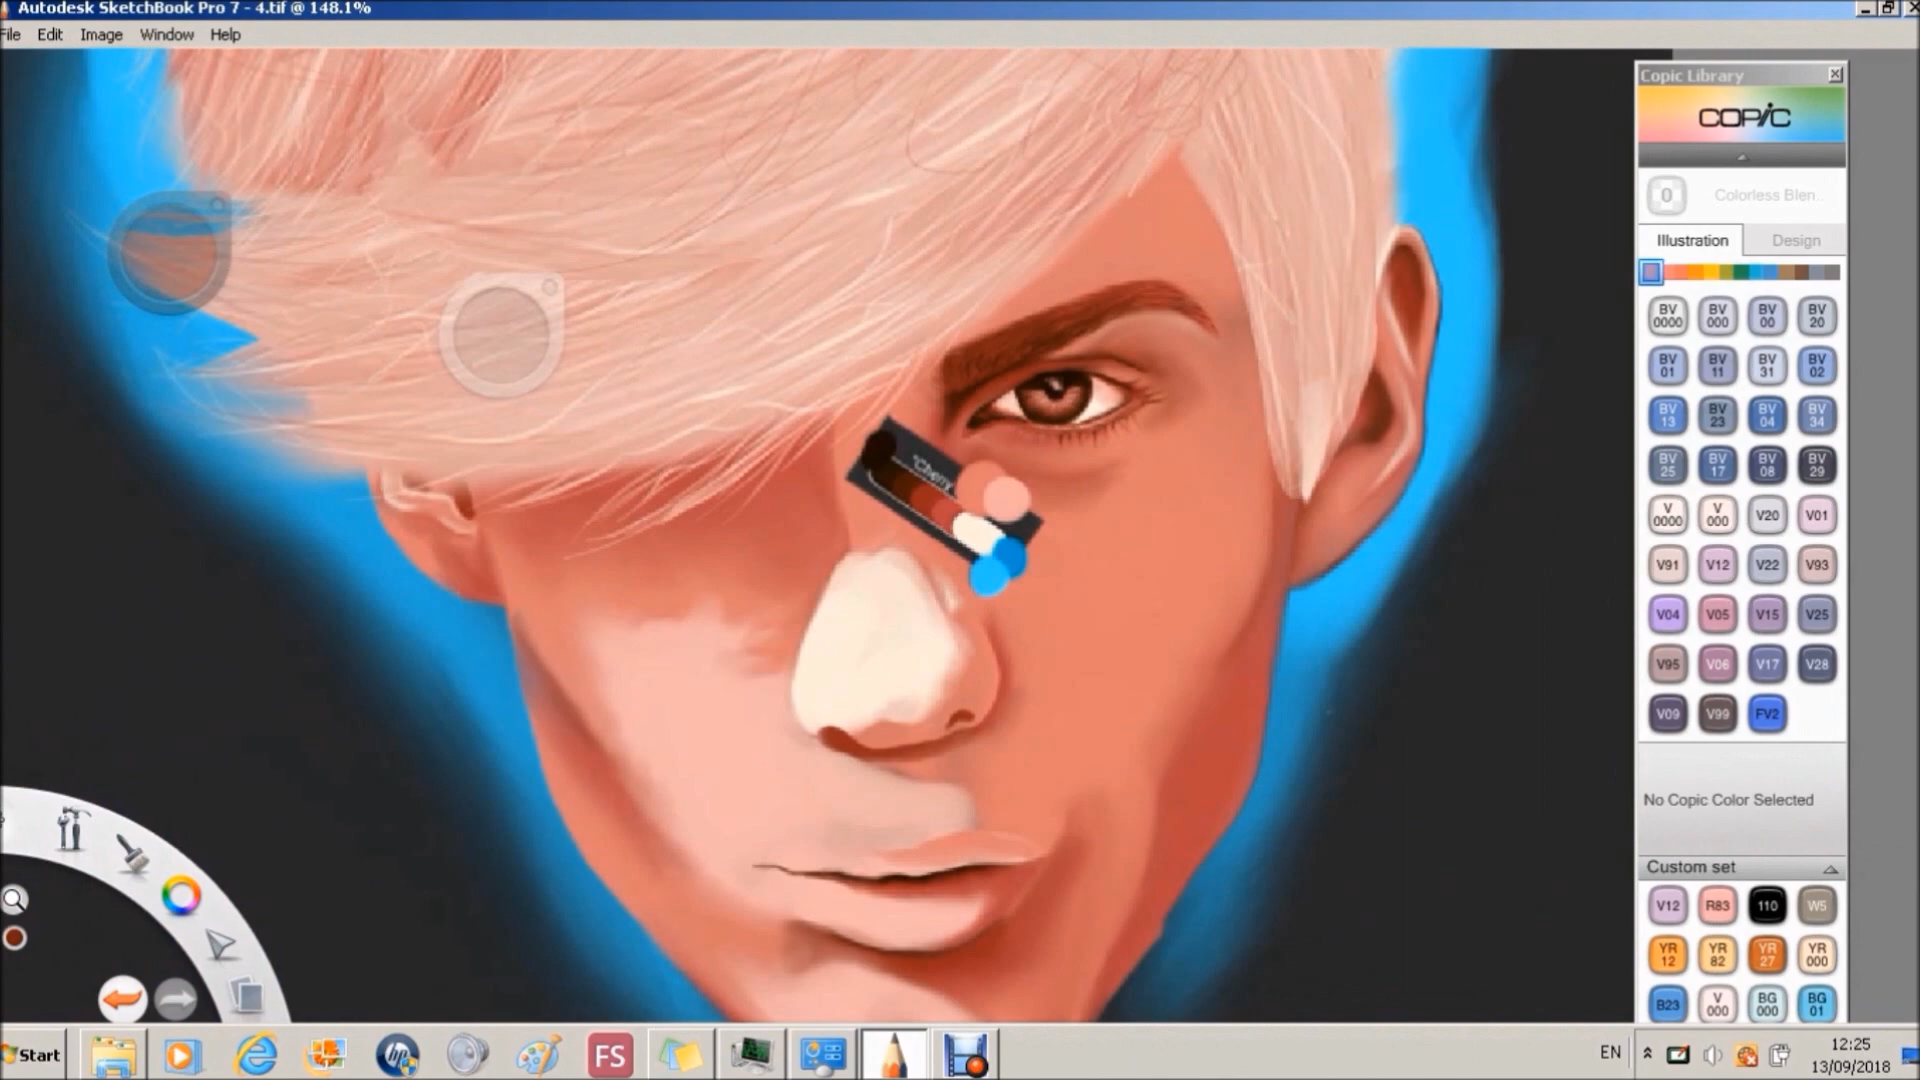 Autodesk SketchBook Pro 7 - 4.tif @ 148.1%
File Edit Image Window Help
Copic Library
COPIC
0 Colorless Blen...
Illustration Design
BV 0000 BV 000 BV 00 BV 20
BV 01 BV 11 BV 31 BV 02
BV 13 BV 23 BV 04 BV 34
BV 25 BV 17 BV 08 BV 29
V 0000 V 000 V20 V01
V91 V12 V22 V93
V04 V05 V15 V25
V95 V06 V17 V28
V09 V99 FV2
No Copic Color Selected
Custom set
V12 R83 110 W5
YR 12 YR 82 YR 27 YR 000
B23 V 000 BG 000 BG 01
"Cherry
Start
hp
FS
EN
12:25
13/09/2018